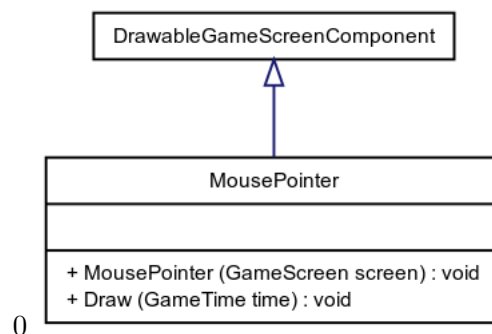 DrawableGameScreenComponent
MousePointer
+ MousePointer (GameScreen screen) : void
+ Draw (GameTime time) : void
0